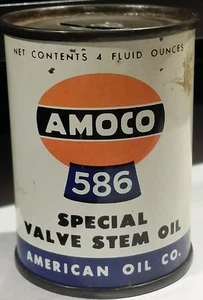 NET CONTENTS 4 FLUID OUNCES
AMOCO
586
SPECIAL
VALVE STEM OIL
AMERICAN OIL CO.